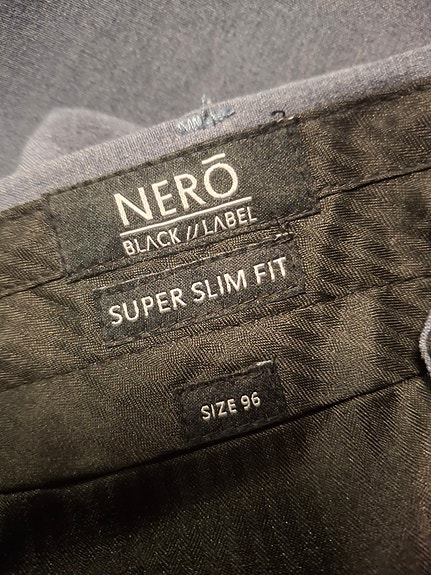 NERŌ
BLACK // LABEL
SUPER SLIM FIT
SIZE 96